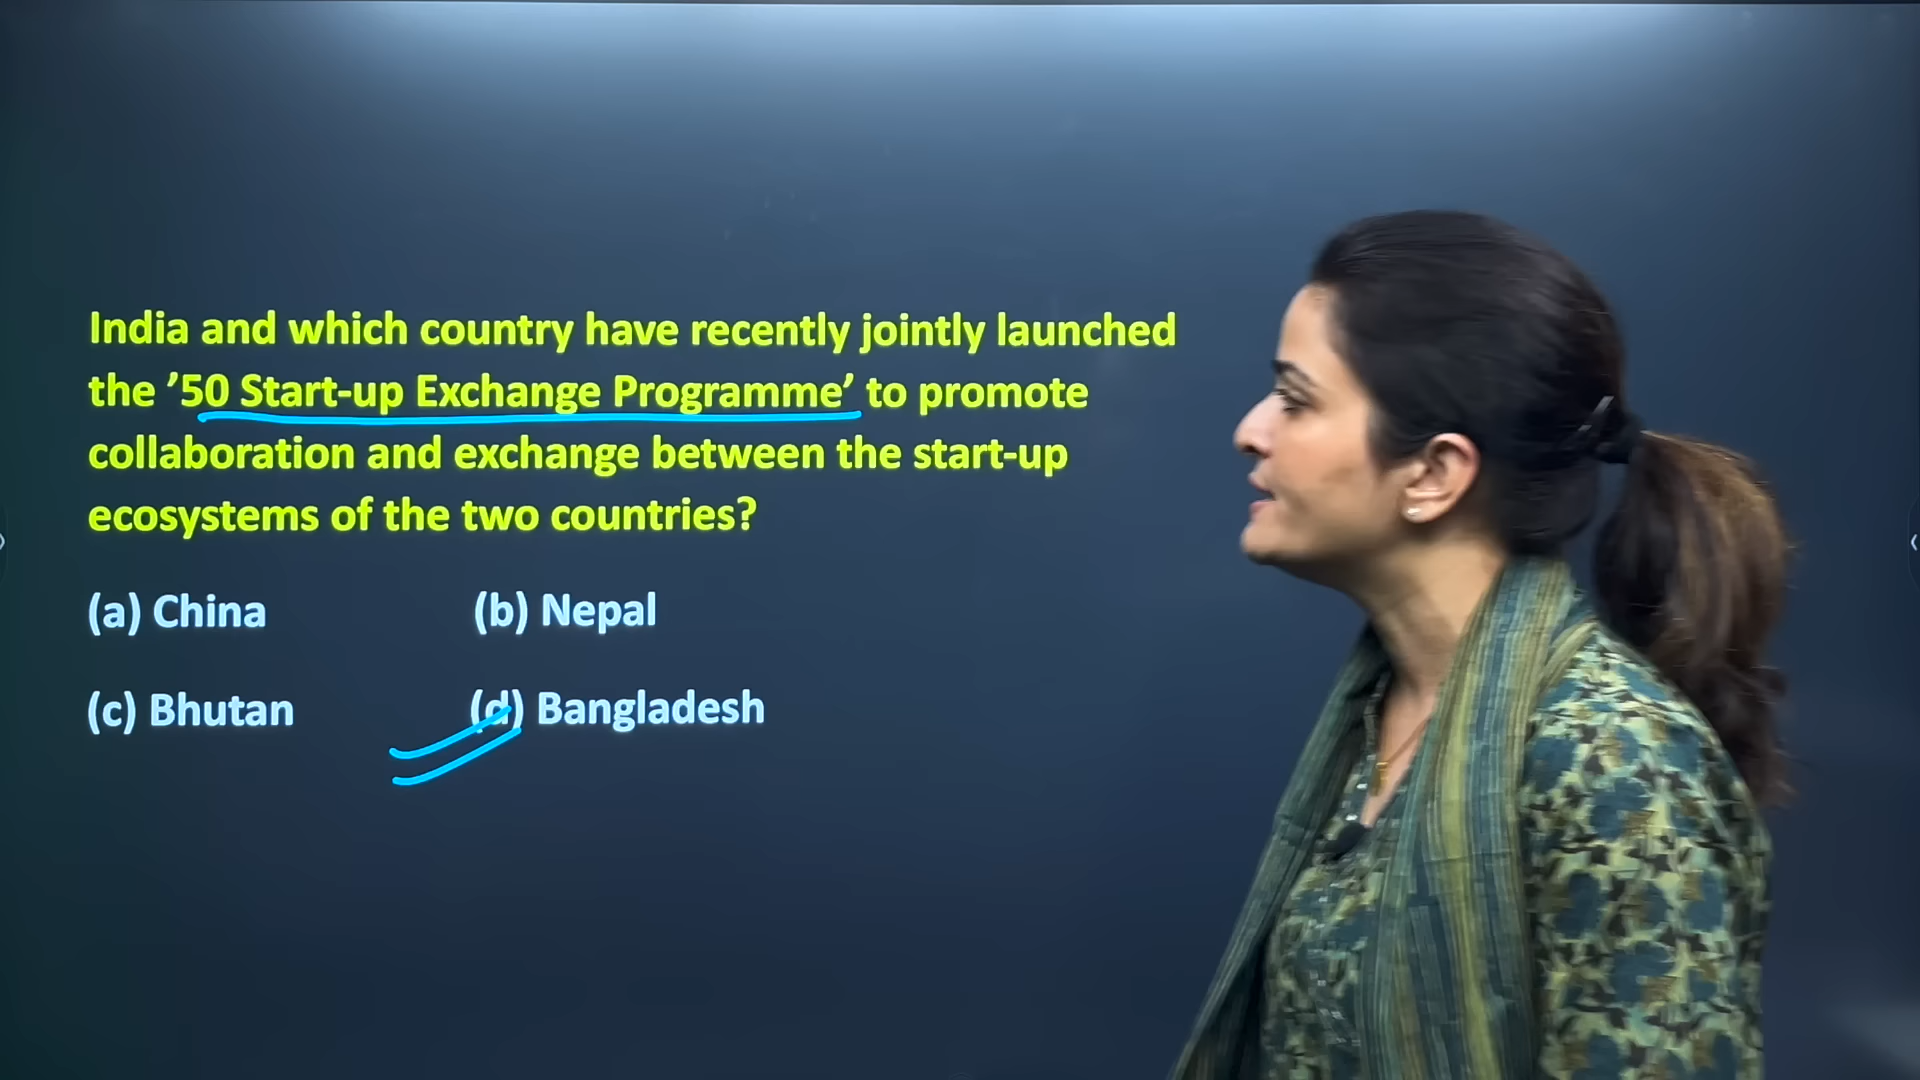 India and which country have recently jointly launched
the ’50 Start-up Exchange Programme’ to promote
collaboration and exchange between the start-up
ecosystems of the two countries?
(a) China (b) Nepal
(c) Bhutan (d) Bangladesh